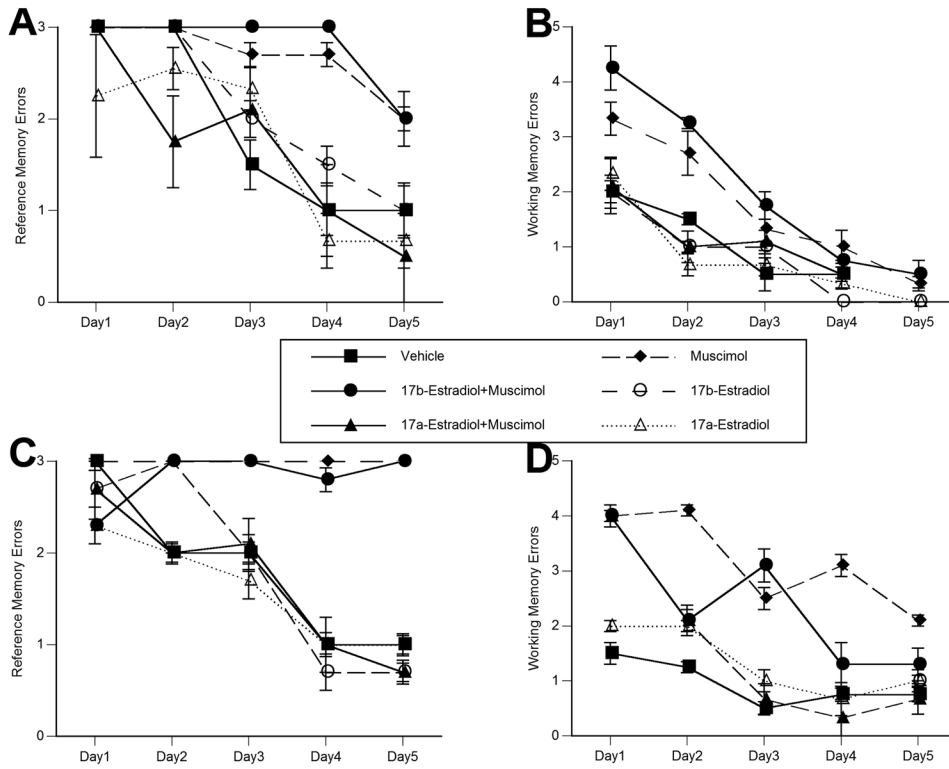 A
Reference Memory Errors
3
2
1
0
Day1 Day2 Day3 Day4 Day5
B
Working Memory Errors
5
4
3
2
1
0
Day1 Day2 Day3 Day4 Day5
Vehicle Muscimol
17b-Estradiol+Muscimol 17b-Estradiol
17a-Estradiol+Muscimol 17a-Estradiol
C
Reference Memory Errors
3
2
1
0
Day1 Day2 Day3 Day4 Day5
D
Working Memory Errors
5
4
3
2
1
0
Day1 Day2 Day3 Day4 Day5